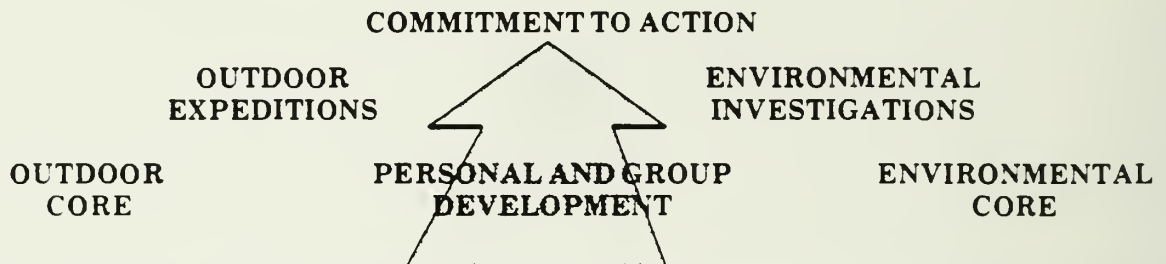 COMMITMENT TO ACTION
OUTDOOR
EXPEDITIONS
ENVIRONMENTAL
INVESTIGATIONS
OUTDOOR
CORE
PERSONAL AND GROUP
DEVELOPMENT
ENVIRONMENTAL
CORE